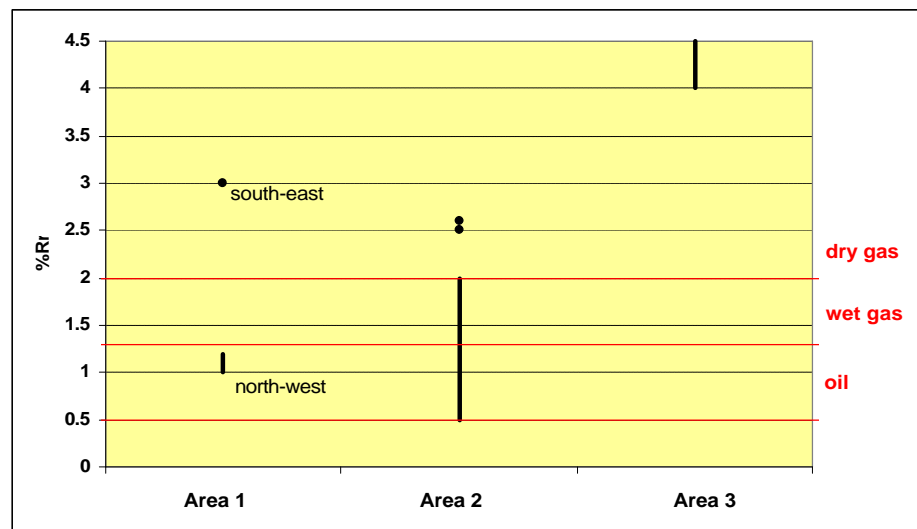 4.5
4
3.5
3
2.5
2
1.5
1
0.5
0
%Rr
south-east
north-west
dry gas
wet gas
oil
Area 1
Area 2
Area 3